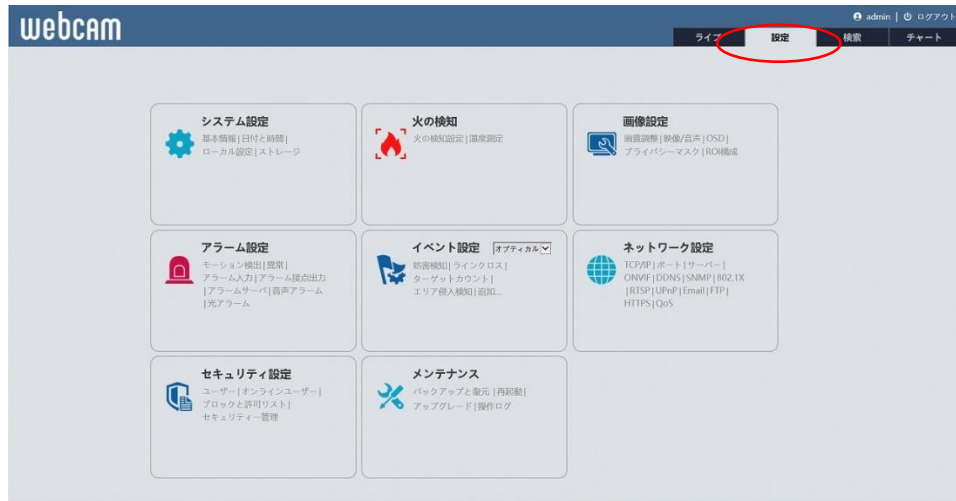 webcam
admin | ログアウト
ライブ 設定 検索 チャート
システム設定
基本情報|日付と時間|
ローカル設定|ストレージ
火の検知
火の検知設定|温度測定
画像設定
画質調整|映像/音声|OSD|
プライバシーマスク|ROI構成
アラーム設定
モーション検出|異常|
アラーム入力|アラーム接点出力
|アラームサーバ|音声アラーム
|光アラーム
イベント設定 オプティカル
妨害検知|ラインクロス|
ターゲットカウント|
エリア侵入検知|追加...
ネットワーク設定
TCP/IP|ポート|サーバー|
ONVIF|DDNS|SNMP|802.1X
|RTSP|UPnP|Email|FTP|
HTTPS|QoS
セキュリティ設定
ユーザー|オンラインユーザー|
ブロックと許可リスト|
セキュリティー管理
メンテナンス
バックアップと復元|再起動|
アップグレード|操作ログ